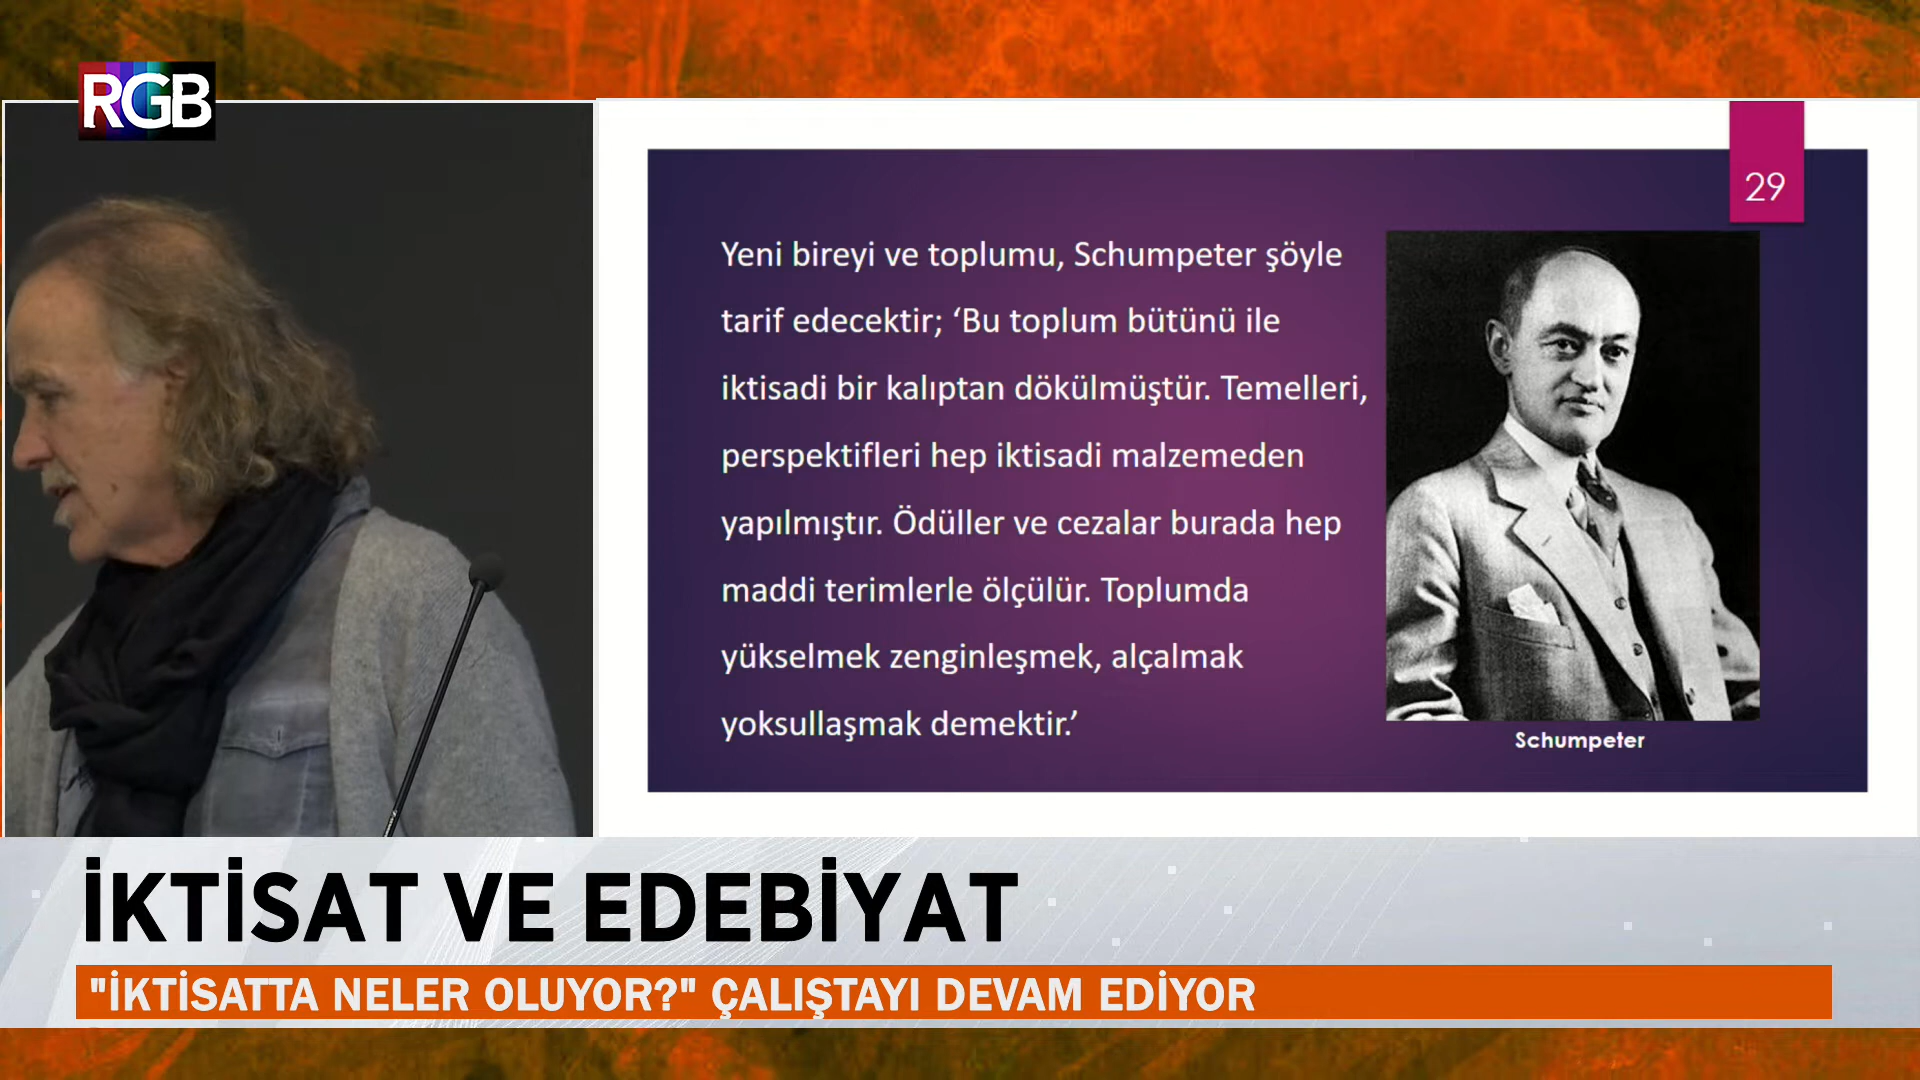 RGB
29
Yeni bireyi ve toplumu, Schumpeter şöyle
tarif edecektir; ‘Bu toplum bütünü ile
iktisadi bir kalıptan dökülmüştür. Temelleri,
perspektifleri hep iktisadi malzemeden
yapılmıştır. Ödüller ve cezalar burada hep
maddi terimlerle ölçülür. Toplumda
yükselmek zenginleşmek, alçalmak
yoksullaşmak demektir.’
Schumpeter
İKTİSAT VE EDEBİYAT
"İKTİSATTA NELER OLUYOR?" ÇALIŞTAYI DEVAM EDİYOR